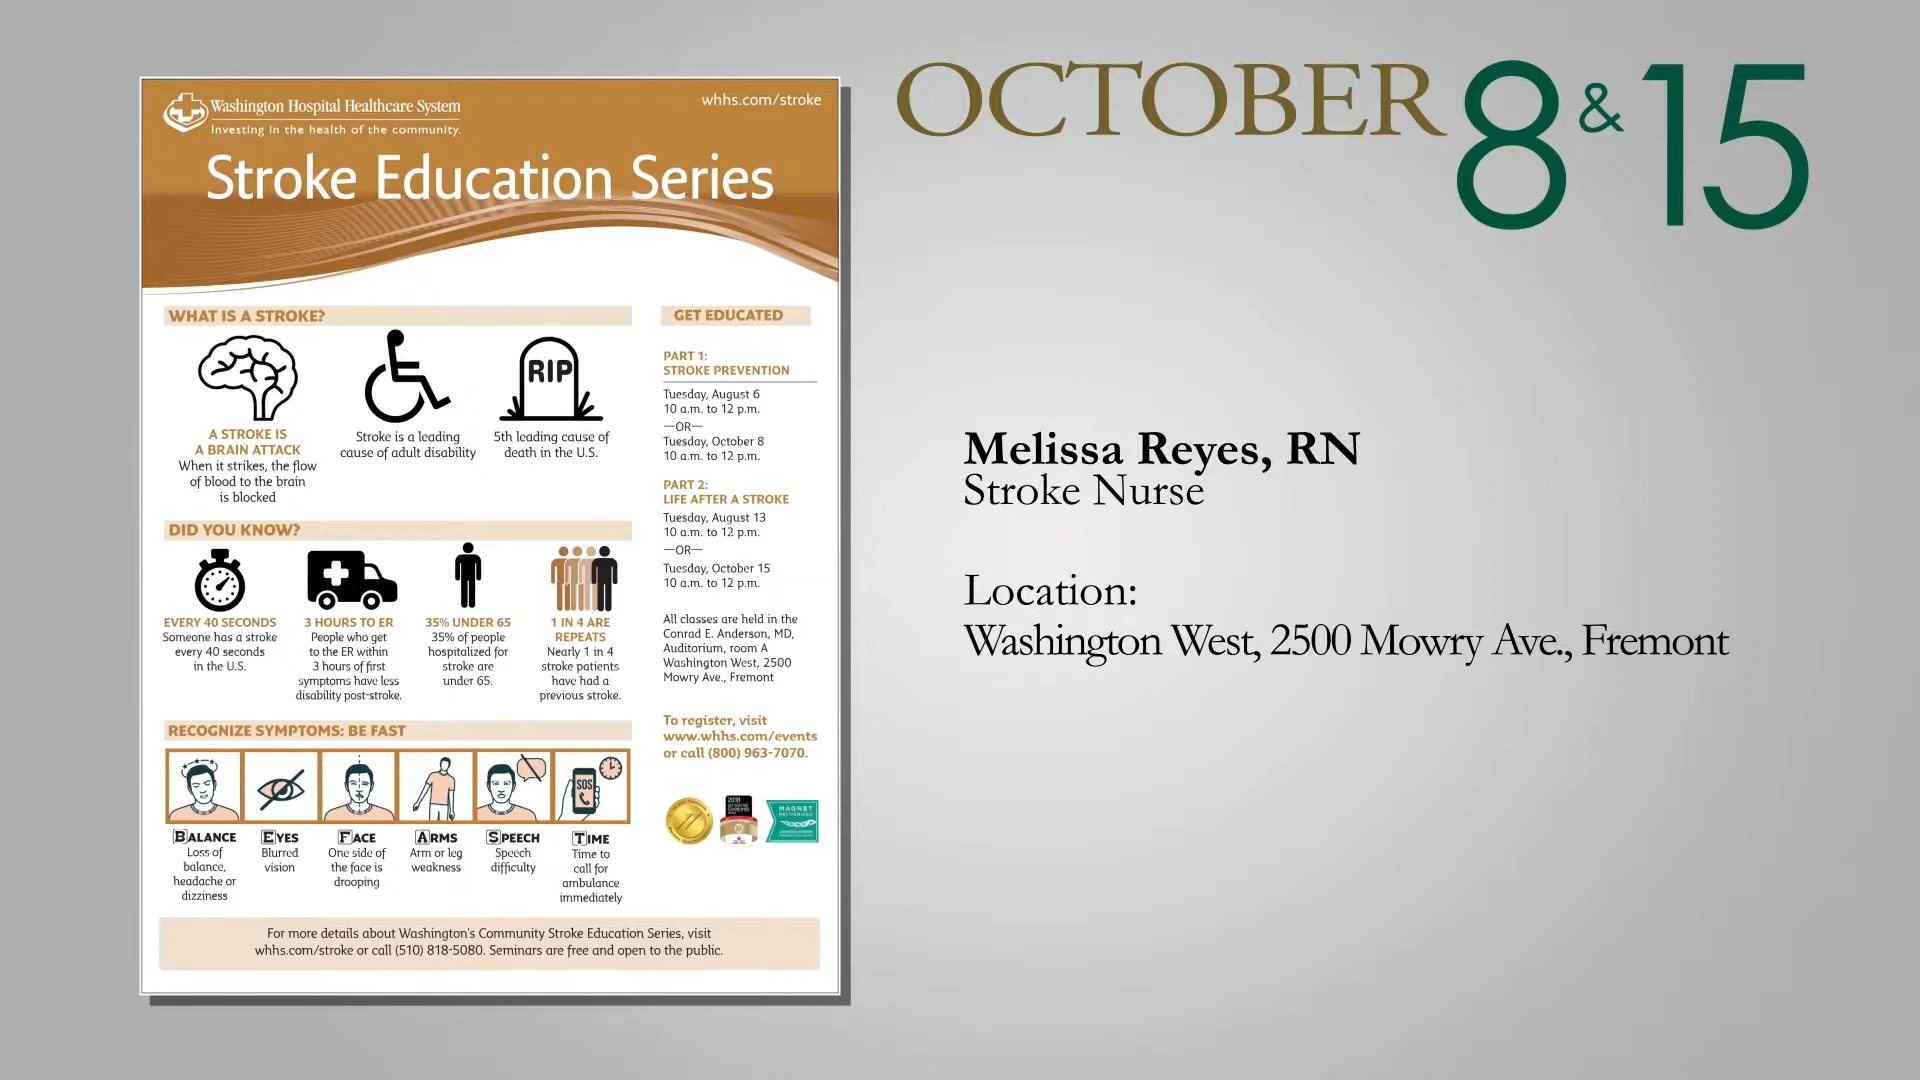 Washington Hospital Healthcare System
Investing in the health of the community.
whhs.com/stroke
Stroke Education Series
WHAT IS A STROKE?
A STROKE IS
A BRAIN ATTACK
When it strikes, the flow
of blood to the brain
is blocked
Stroke is a leading
cause of adult disability
RIP
5th leading cause of
death in the U.S.
DID YOU KNOW?
EVERY 40 SECONDS
Someone has a stroke
every 40 seconds
in the U.S.
3 HOURS TO ER
People who get
to the ER within
3 hours of first
symptoms have less
disability post-stroke.
35% UNDER 65
35% of people
hospitalized for
stroke are
under 65.
1 IN 4 ARE
REPEATS
Nearly 1 in 4
stroke patients
have had a
previous stroke.
RECOGNIZE SYMPTOMS: BE FAST
SOS
BALANCE
Loss of
balance,
headache or
dizziness
EYES
Blurred
vision
FACE
One side of
the face is
drooping
ARMS
Arm or leg
weakness
SPEECH
Speech
difficulty
TIME
Time to
call for
ambulance
immediately
GET EDUCATED
PART 1:
STROKE PREVENTION
Tuesday, August 6
10 a.m. to 12 p.m.
—OR—
Tuesday, October 8
10 a.m. to 12 p.m.
PART 2:
LIFE AFTER A STROKE
Tuesday, August 13
10 a.m. to 12 p.m.
—OR—
Tuesday, October 15
10 a.m. to 12 p.m.
All classes are held in the
Conrad E. Anderson, MD,
Auditorium, room A
Washington West, 2500
Mowry Ave., Fremont
To register, visit
www.whhs.com/events
or call (800) 963-7070.
2018
MAGNET
RECOGNIZED
For more details about Washington's Community Stroke Education Series, visit
whhs.com/stroke or call (510) 818-5080. Seminars are free and open to the public.
OCTOBER 8 & 15
Melissa Reyes, RN
Stroke Nurse
Location:
Washington West, 2500 Mowry Ave., Fremont